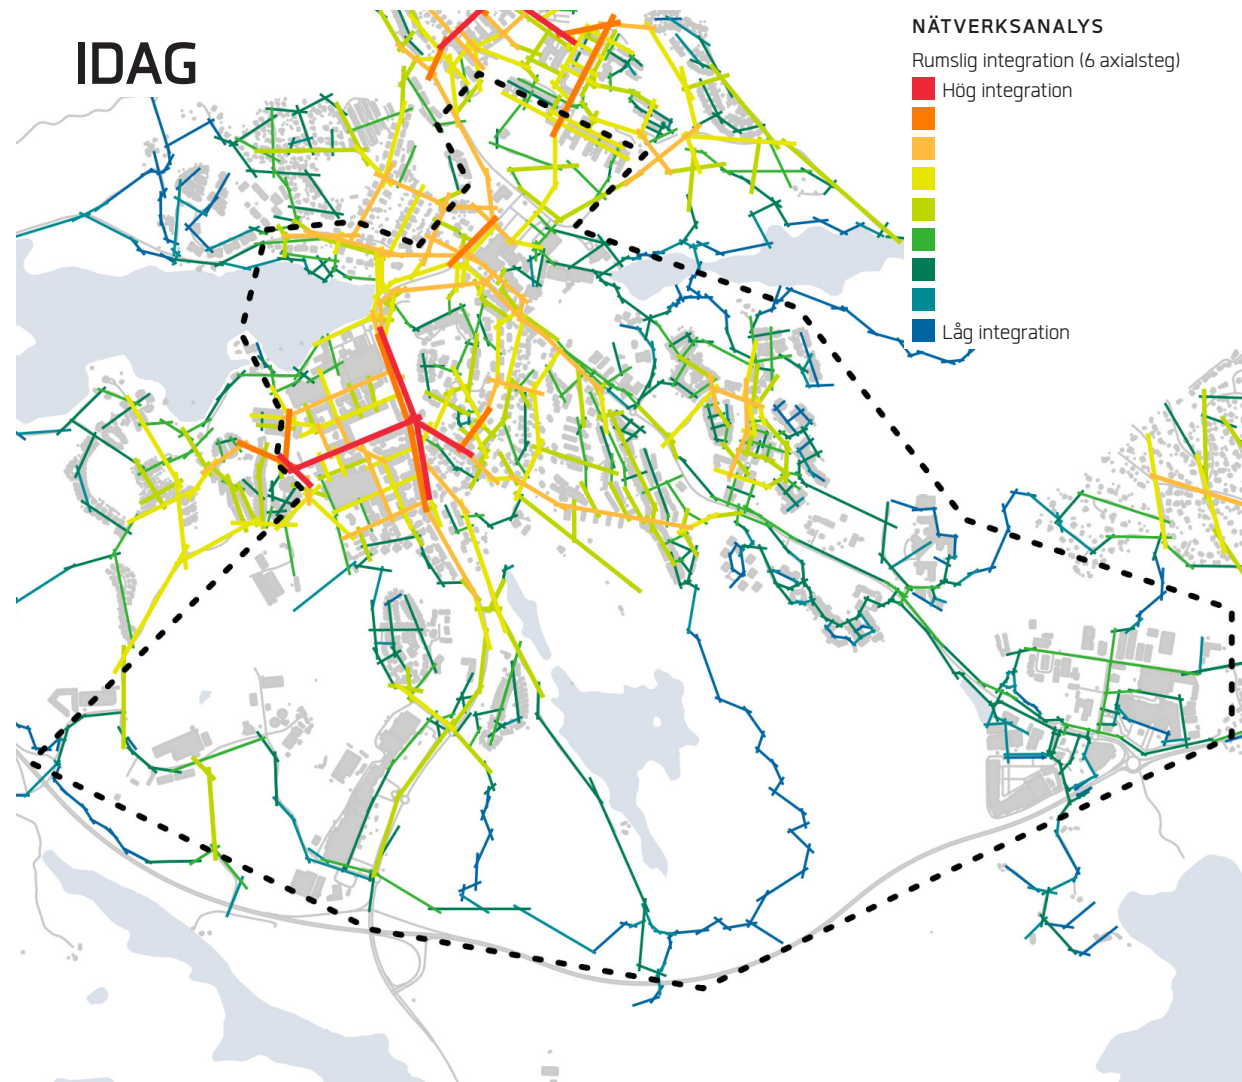 IDAG
NÄTVERKSANALYS
Rumslig integration (6 axialsteg)
Hög integration
Låg integration